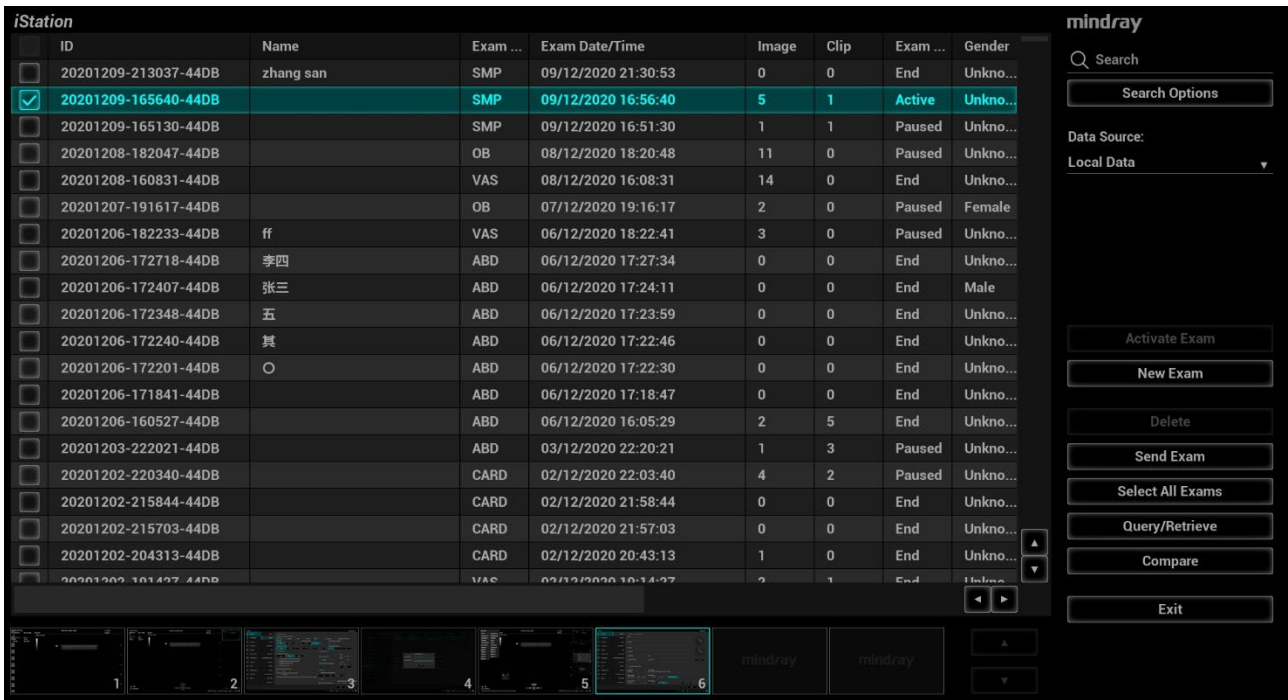 iStation
mindray
ID Name Exam ... Exam Date/Time Image Clip Exam ... Gender
20201209-213037-44DB zhang san SMP 09/12/2020 21:30:53 0 0 End Unkno...
20201209-165640-44DB SMP 09/12/2020 16:56:40 5 1 Active Unkno...
20201209-165130-44DB SMP 09/12/2020 16:51:30 1 1 Paused Unkno...
20201208-182047-44DB OB 08/12/2020 18:20:48 11 0 Paused Unkno...
20201208-160831-44DB VAS 08/12/2020 16:08:31 14 0 End Unkno...
20201207-191617-44DB OB 07/12/2020 19:16:17 2 0 Paused Female
20201206-182233-44DB ff VAS 06/12/2020 18:22:41 3 0 Paused Unkno...
20201206-172718-44DB 李四 ABD 06/12/2020 17:27:34 0 0 End Unkno...
20201206-172407-44DB 张三 ABD 06/12/2020 17:24:11 0 0 End Male
20201206-172348-44DB 五 ABD 06/12/2020 17:23:59 0 0 End Unkno...
20201206-172240-44DB 其 ABD 06/12/2020 17:22:46 0 0 End Unkno...
20201206-172201-44DB 〇 ABD 06/12/2020 17:22:30 0 0 End Unkno...
20201206-171841-44DB ABD 06/12/2020 17:18:47 0 0 End Unkno...
20201206-160527-44DB ABD 06/12/2020 16:05:29 2 5 End Unkno...
20201203-222021-44DB ABD 03/12/2020 22:20:21 1 3 Paused Unkno...
20201202-220340-44DB CARD 02/12/2020 22:03:40 4 2 Paused Unkno...
20201202-215844-44DB CARD 02/12/2020 21:58:44 0 0 End Unkno...
20201202-215703-44DB CARD 02/12/2020 21:57:03 0 0 End Unkno...
20201202-204313-44DB CARD 02/12/2020 20:43:13 1 0 End Unkno...
20201202-191427-44DB VAS 02/12/2020 19:14:27 2 1 End Unkno...
Search
Search Options
Data Source:
Local Data
Activate Exam
New Exam
Delete
Send Exam
Select All Exams
Query/Retrieve
Compare
Exit
1 2 3 4 5 6 mindray mindray